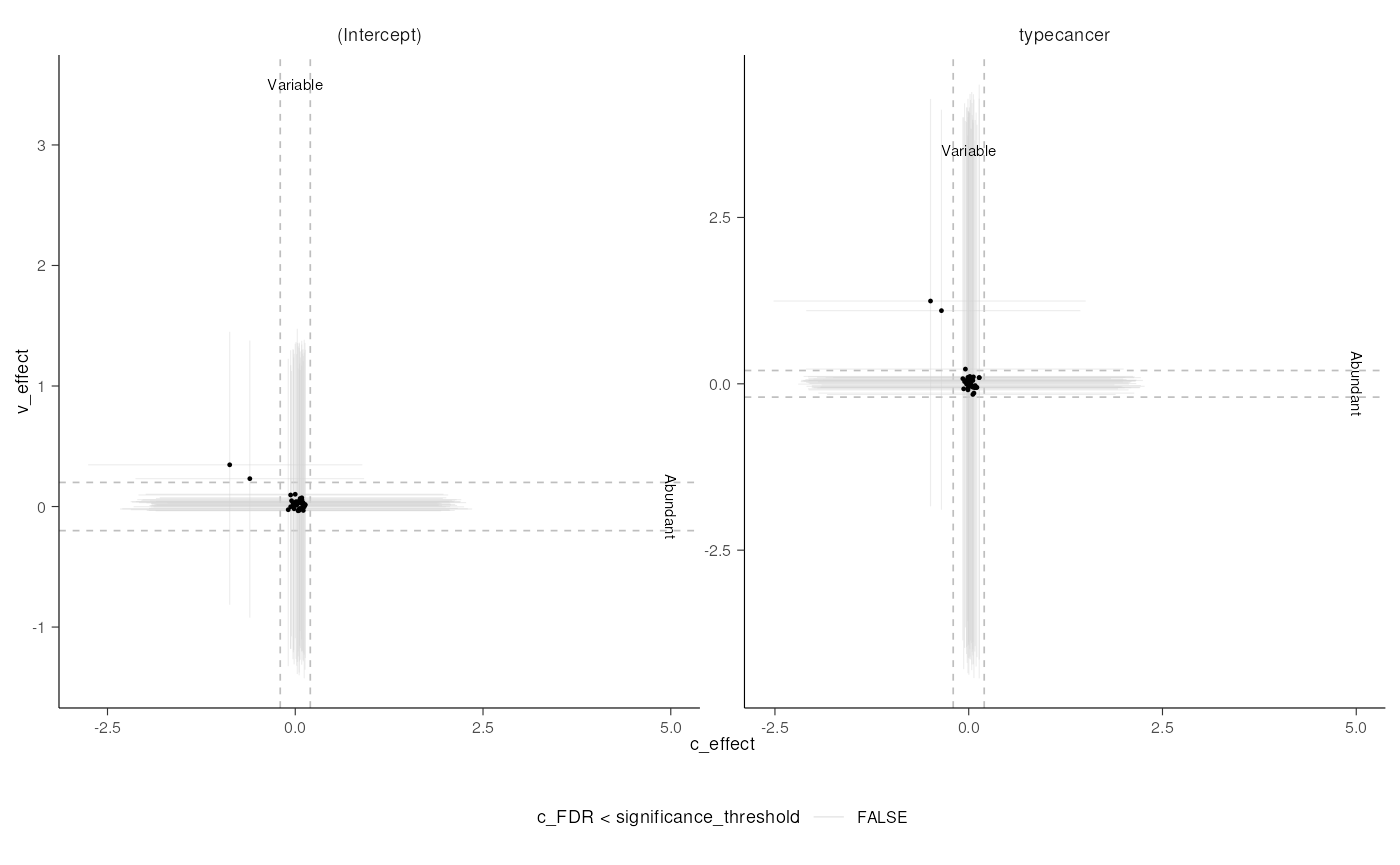 (Intercept)
typecancer
Variable
Variable
v_effect
3
2
1
0
-1
2.5
0.0
-2.5
Abundant
Abundant
-2.5 0.0 2.5 5.0
-2.5 0.0 2.5 5.0
c_effect
c_FDR < significance_threshold FALSE